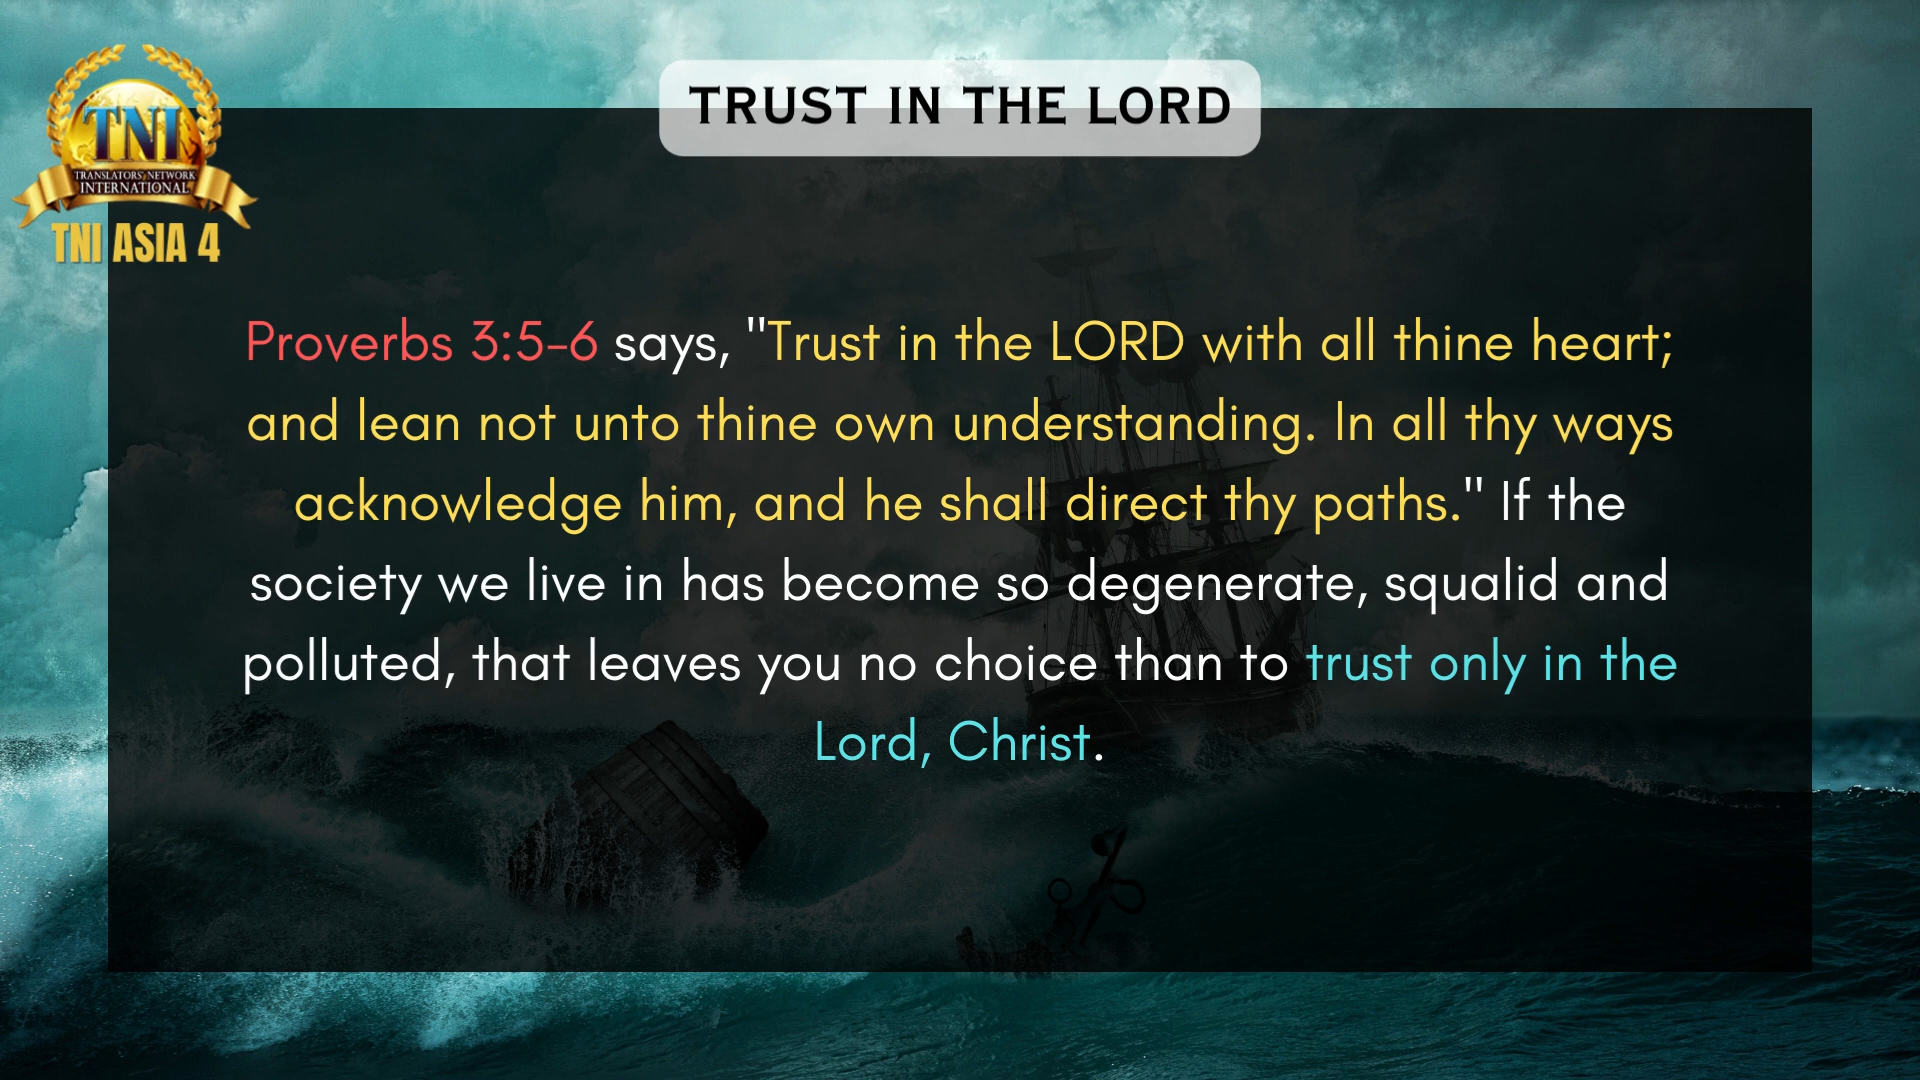 TRUST IN THE LORD
TNI
TRANSLATORS' NETWORK
INTERNATIONAL
TNI ASIA 4
Proverbs 3:5-6 says, "Trust in the LORD with all thine heart;
and lean not unto thine own understanding. In all thy ways
acknowledge him, and he shall direct thy paths." If the
society we live in has become so degenerate, squalid and
polluted, that leaves you no choice than to trust only in the
Lord, Christ.